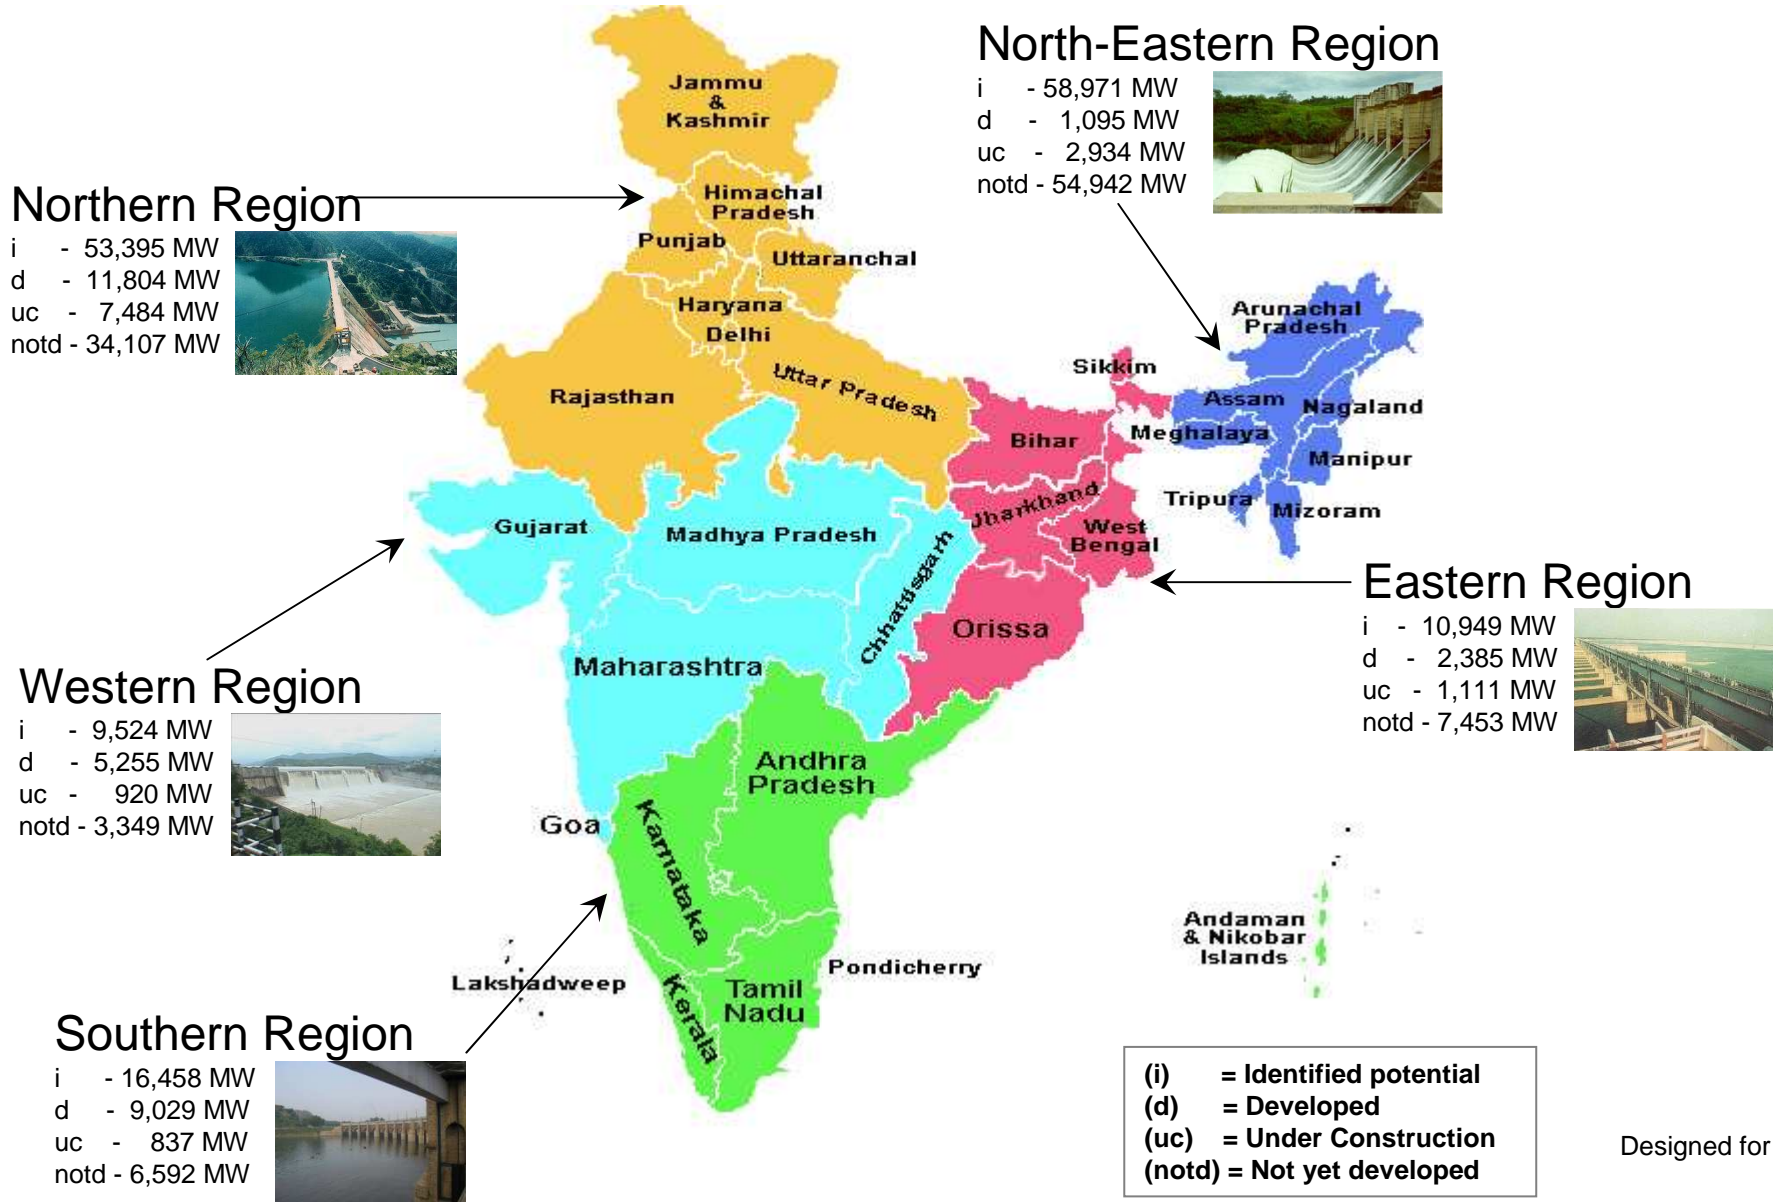 North-Eastern Region
i - 58,971 MW
d - 1,095 MW
uc - 2,934 MW
notd - 54,942 MW
Northern Region
i - 53,395 MW
d - 11,804 MW
uc - 7,484 MW
notd - 34,107 MW
Jammu
&
Kashmir
Himachal
Pradesh
Punjab
Uttaranchal
Haryana
Delhi
Rajasthan
Uttar Pradesh
Arunachal
Pradesh
Sikkim
Assam
Nagaland
Meghalaya
Manipur
Tripura
Mizoram
Bihar
Jharkhand
West
Bengal
Orissa
Gujarat
Madhya Pradesh
Chhattisgarh
Maharashtra
Goa
Eastern Region
i - 10,949 MW
d - 2,385 MW
uc - 1,111 MW
notd - 7,453 MW
Western Region
i - 9,524 MW
d - 5,255 MW
uc - 920 MW
notd - 3,349 MW
Andhra
Pradesh
Karnataka
Kerala
Tamil
Nadu
Pondicherry
Lakshadweep
Andaman
& Nikobar
Islands
Southern Region
i - 16,458 MW
d - 9,029 MW
uc - 837 MW
notd - 6,592 MW
(i) = Identified potential
(d) = Developed
(uc) = Under Construction
(notd) = Not yet developed
Designed for